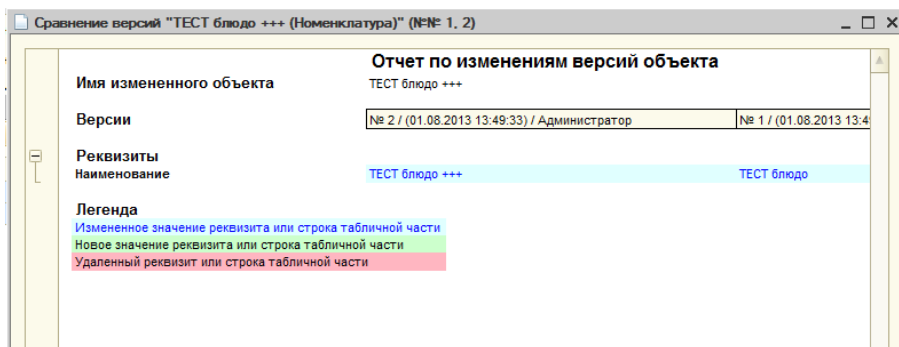 Сравнение версий "ТЕСТ блюдо +++ (Номенклатура)" (№№ 1, 2)
Отчет по изменениям версий объекта
Имя измененного объекта ТЕСТ блюдо +++
Версии № 2 / (01.08.2013 13:49:33) / Администратор № 1 / (01.08.2013 13:4
Реквизиты
Наименование ТЕСТ блюдо +++ ТЕСТ блюдо
Легенда
Измененное значение реквизита или строка табличной части
Новое значение реквизита или строка табличной части
Удаленный реквизит или строка табличной части